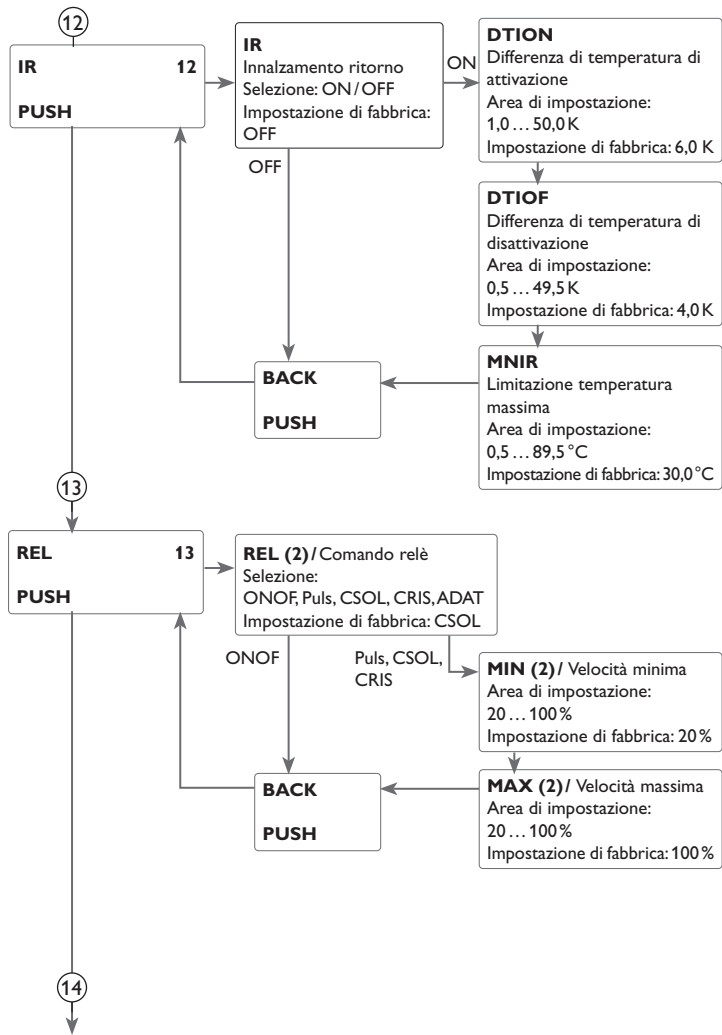 12
IR 12
PUSH
IR
Innalzamento ritorno
Selezione: ON / OFF
Impostazione di fabbrica:
OFF
ON
OFF
DTION
Differenza di temperatura di
attivazione
Area di impostazione:
1,0 … 50,0 K
Impostazione di fabbrica: 6,0 K
DTIOF
Differenza di temperatura di
disattivazione
Area di impostazione:
0,5 … 49,5 K
Impostazione di fabbrica: 4,0 K
MNIR
Limitazione temperatura
massima
Area di impostazione:
0,5 … 89,5 °C
Impostazione di fabbrica: 30,0 °C
BACK
PUSH
13
REL 13
PUSH
REL (2) / Comando relè
Selezione:
ONOF, Puls, CSOL, CRIS, ADAT
Impostazione di fabbrica: CSOL
ONOF
Puls, CSOL,
CRIS
MIN (2) / Velocità minima
Area di impostazione:
20 … 100 %
Impostazione di fabbrica: 20 %
MAX (2) / Velocità massima
Area di impostazione:
20 … 100 %
Impostazione di fabbrica: 100 %
BACK
PUSH
14